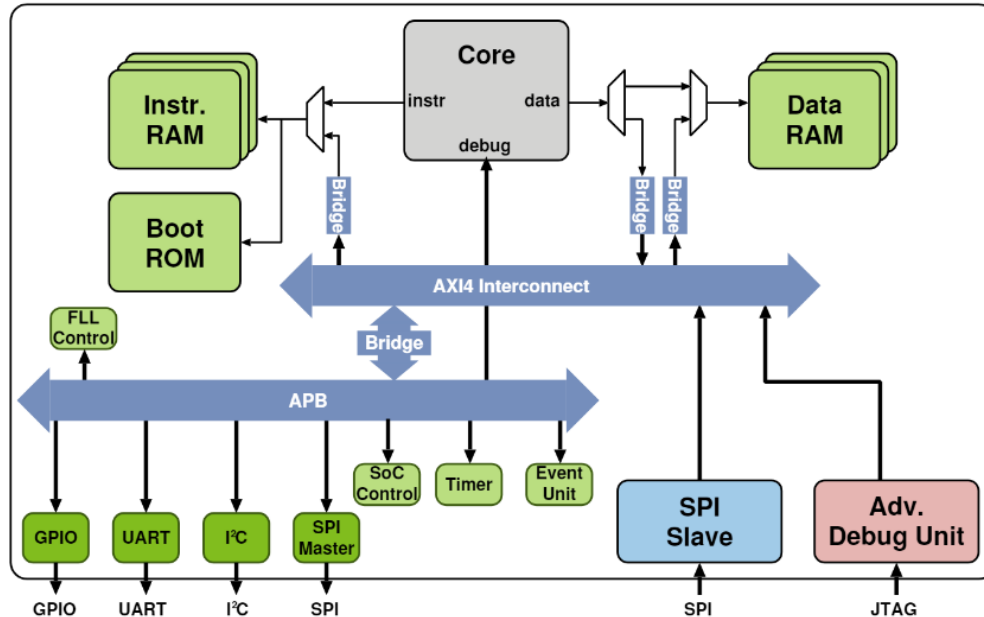 Core
instr
data
debug
Instr.
RAM
Data
RAM
Boot
ROM
Bridge
Bridge
Bridge
AXI4 Interconnect
FLL
Control
Bridge
APB
SoC
Control
Timer
Event
Unit
GPIO
UART
I²C
SPI
Master
SPI
Slave
Adv.
Debug Unit
GPIO
UART
I²C
SPI
SPI
JTAG